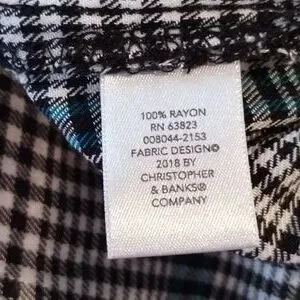 100% RAYON
RN 63823
008044-2153
FABRIC DESIGN©
2018 BY
CHRISTOPHER
& BANKS®
COMPANY